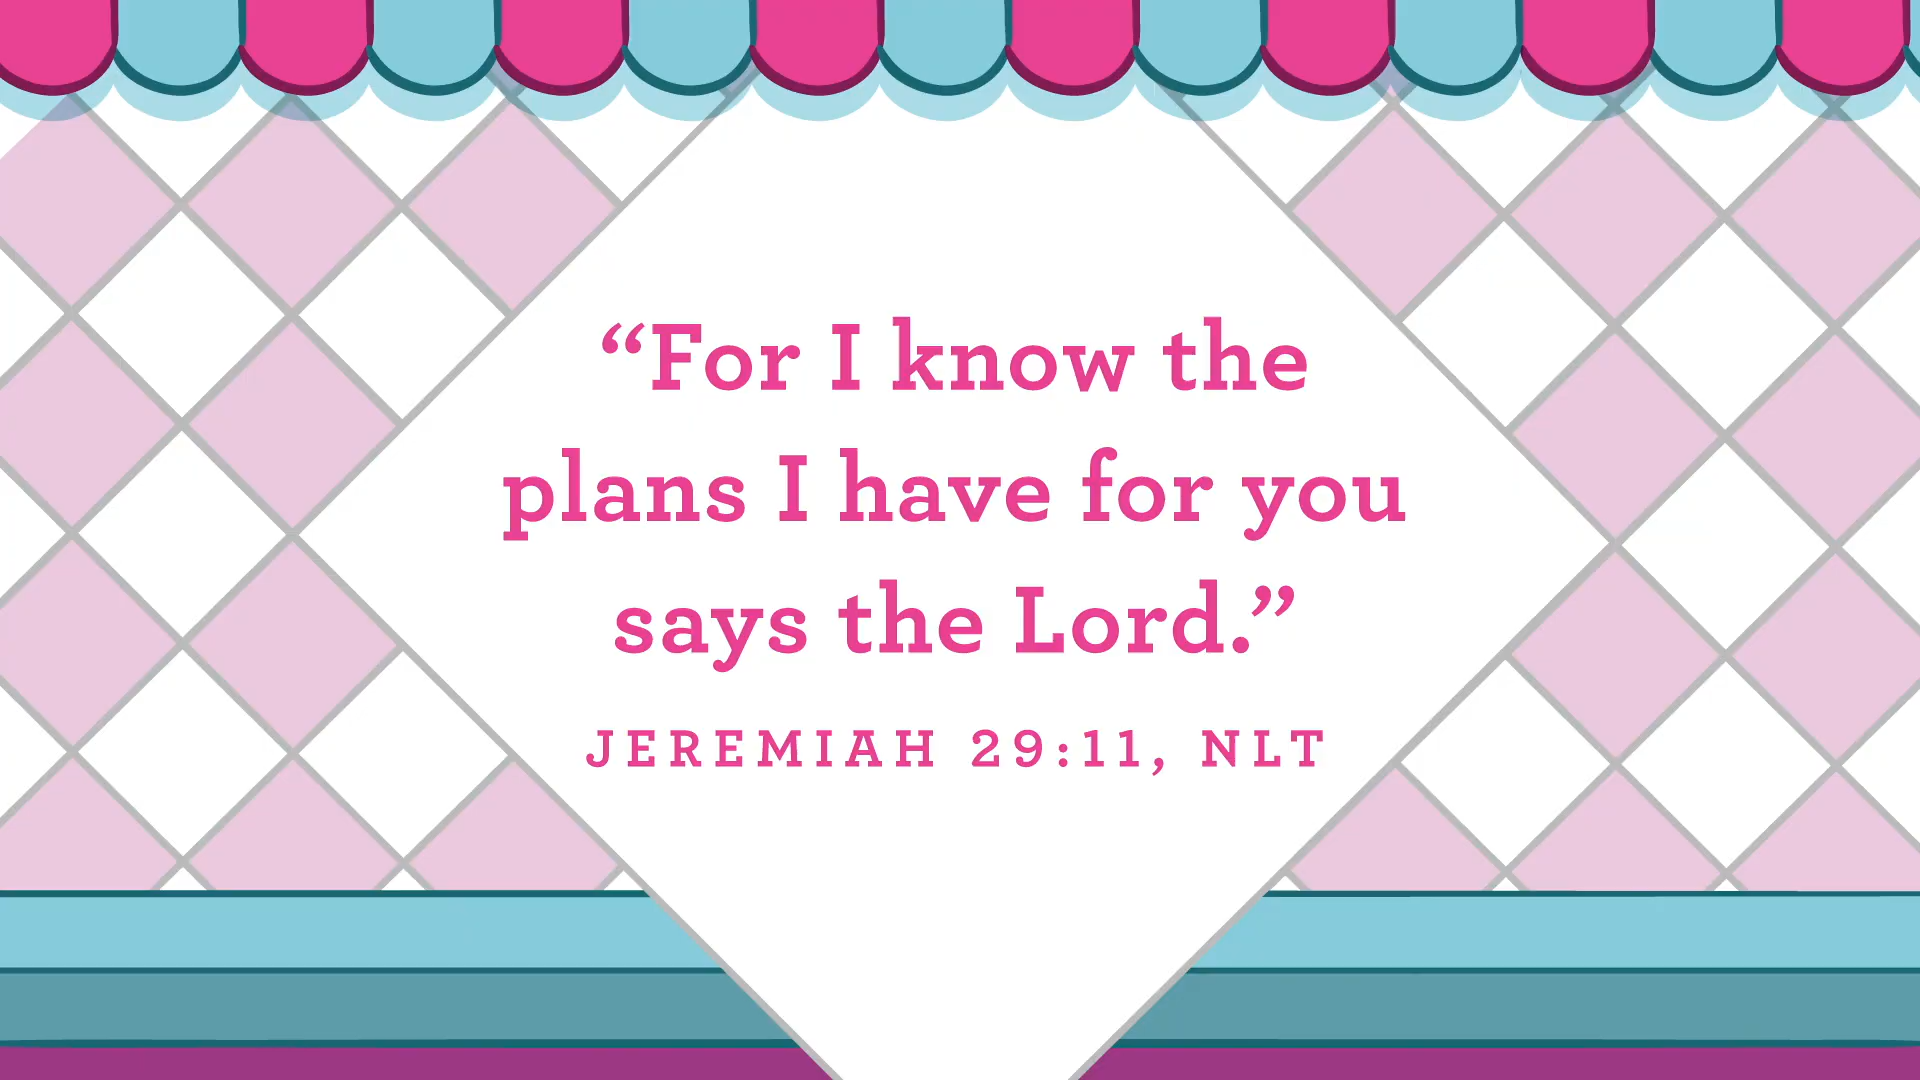 “For I know the
plans I have for you
says the Lord.”
JEREMIAH 29:11, NLT